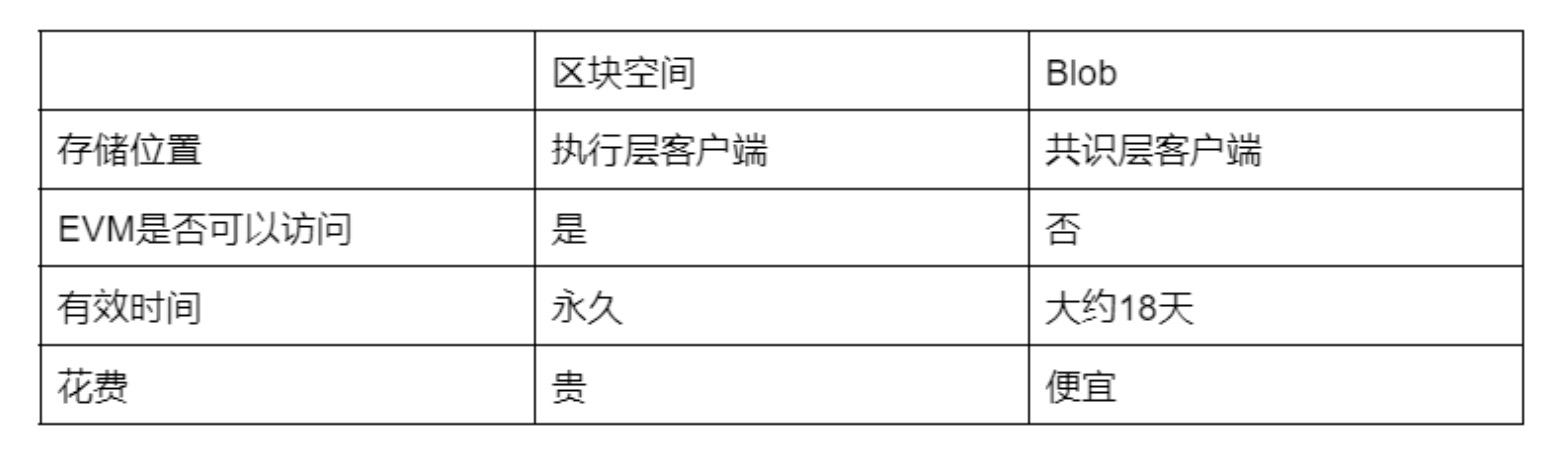 区块空间 Blob
存储位置 执行层客户端 共识层客户端
EVM是否可以访问 是 否
有效时间 永久 大约18天
花费 贵 便宜